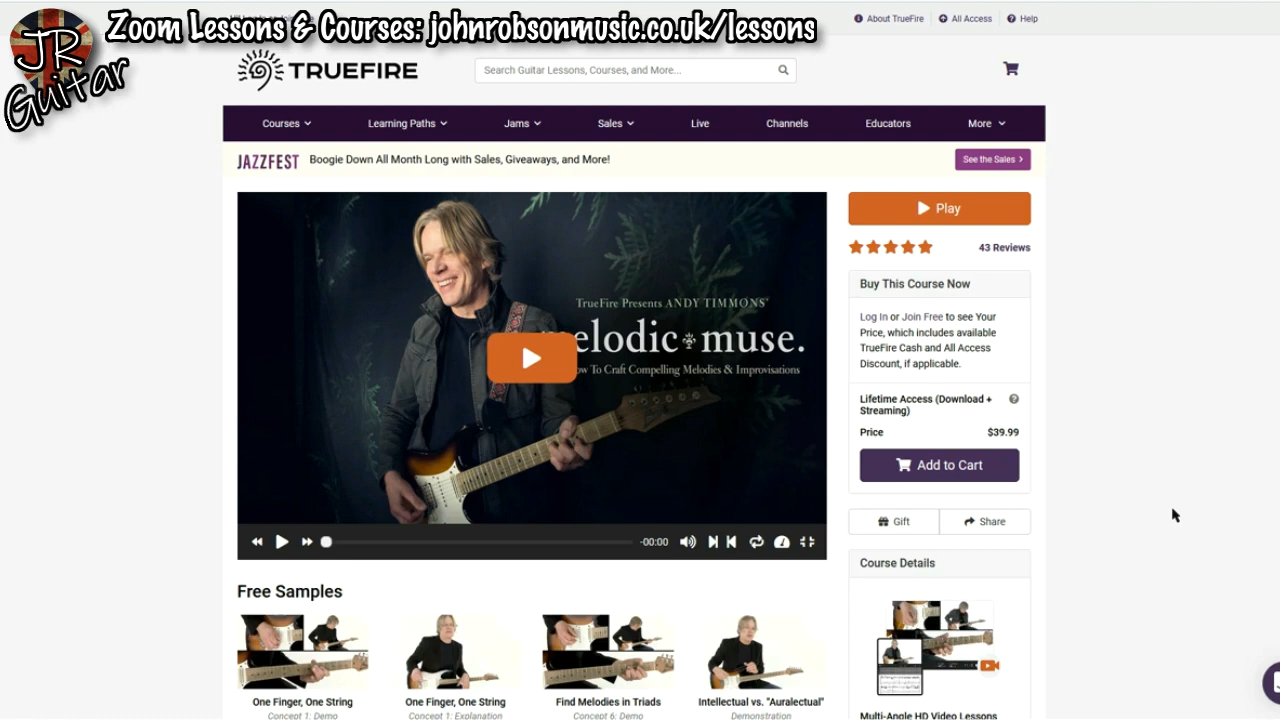 Zoom Lessons & Courses: johnrobsonmusic.co.uk/lessons
JR
Guitar
About TrueFire
All Access
Help
TRUEFIRE
Search Guitar Lessons, Courses, and More...
Courses
Learning Paths
Jams
Sales
Live
Channels
Educators
More
JAZZFEST
Boogie Down All Month Long with Sales, Giveaways, and More!
See the Sales
TrueFire Presents ANDY TIMMONS'
elodic muse.
ow To Craft Compelling Melodies & Improvisations
-00:00
Play
43 Reviews
Buy This Course Now
Log In or Join Free to see Your
Price, which includes available
TrueFire Cash and All Access
Discount, if applicable.
Lifetime Access (Download +
Streaming)
Price $39.99
Add to Cart
Gift
Share
Course Details
Multi-Angle HD Video Lessons
Free Samples
One Finger, One String
Concept 1: Demo
One Finger, One String
Concept 1: Explanation
Find Melodies in Triads
Concept 6: Demo
Intellectual vs. "Auralectual"
Demonstration